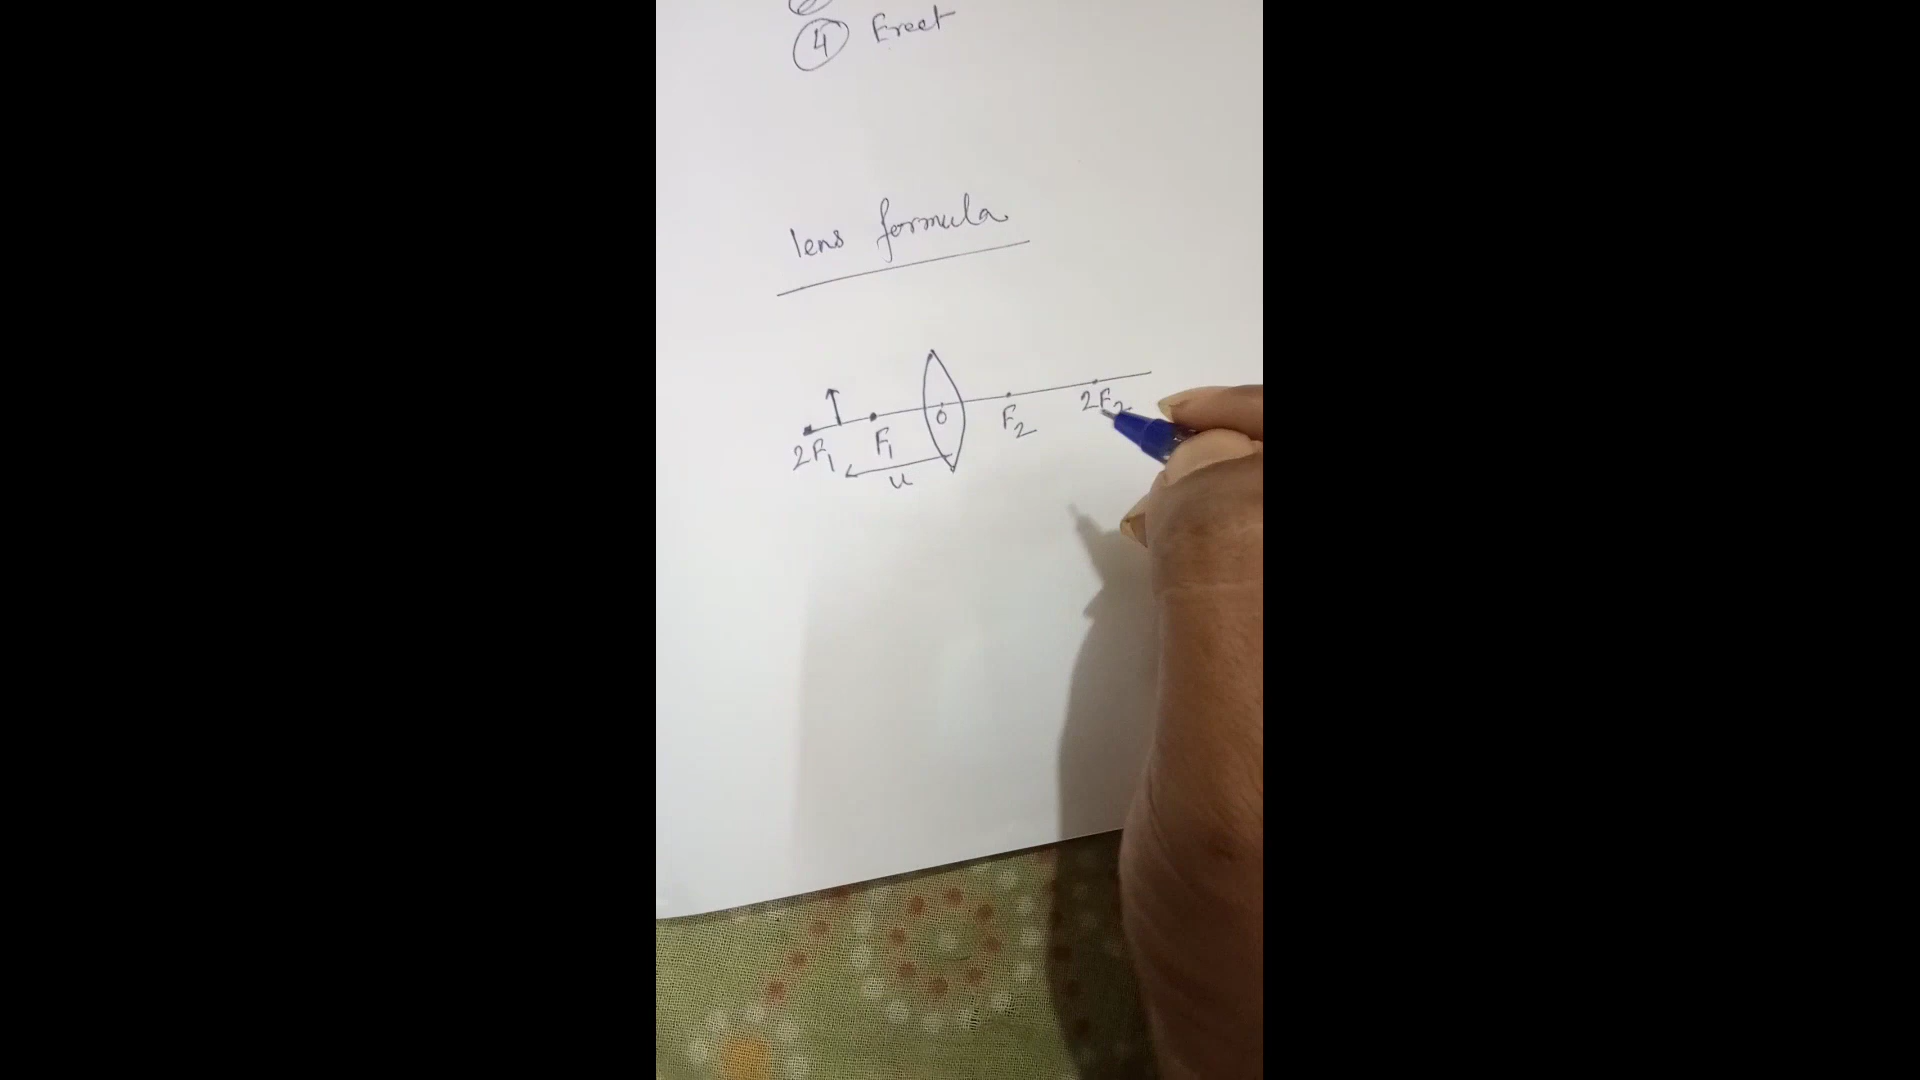 ④ Erect
lens formula
2F₁ F₁ O F₂ 2F₂
u